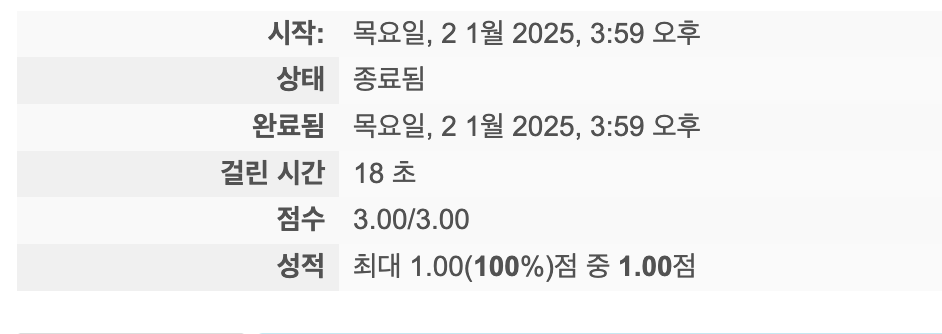 시작: 목요일, 2 1월 2025, 3:59 오후
상태 종료됨
완료됨 목요일, 2 1월 2025, 3:59 오후
걸린 시간 18 초
점수 3.00/3.00
성적 최대 1.00(100%)점 중 1.00점